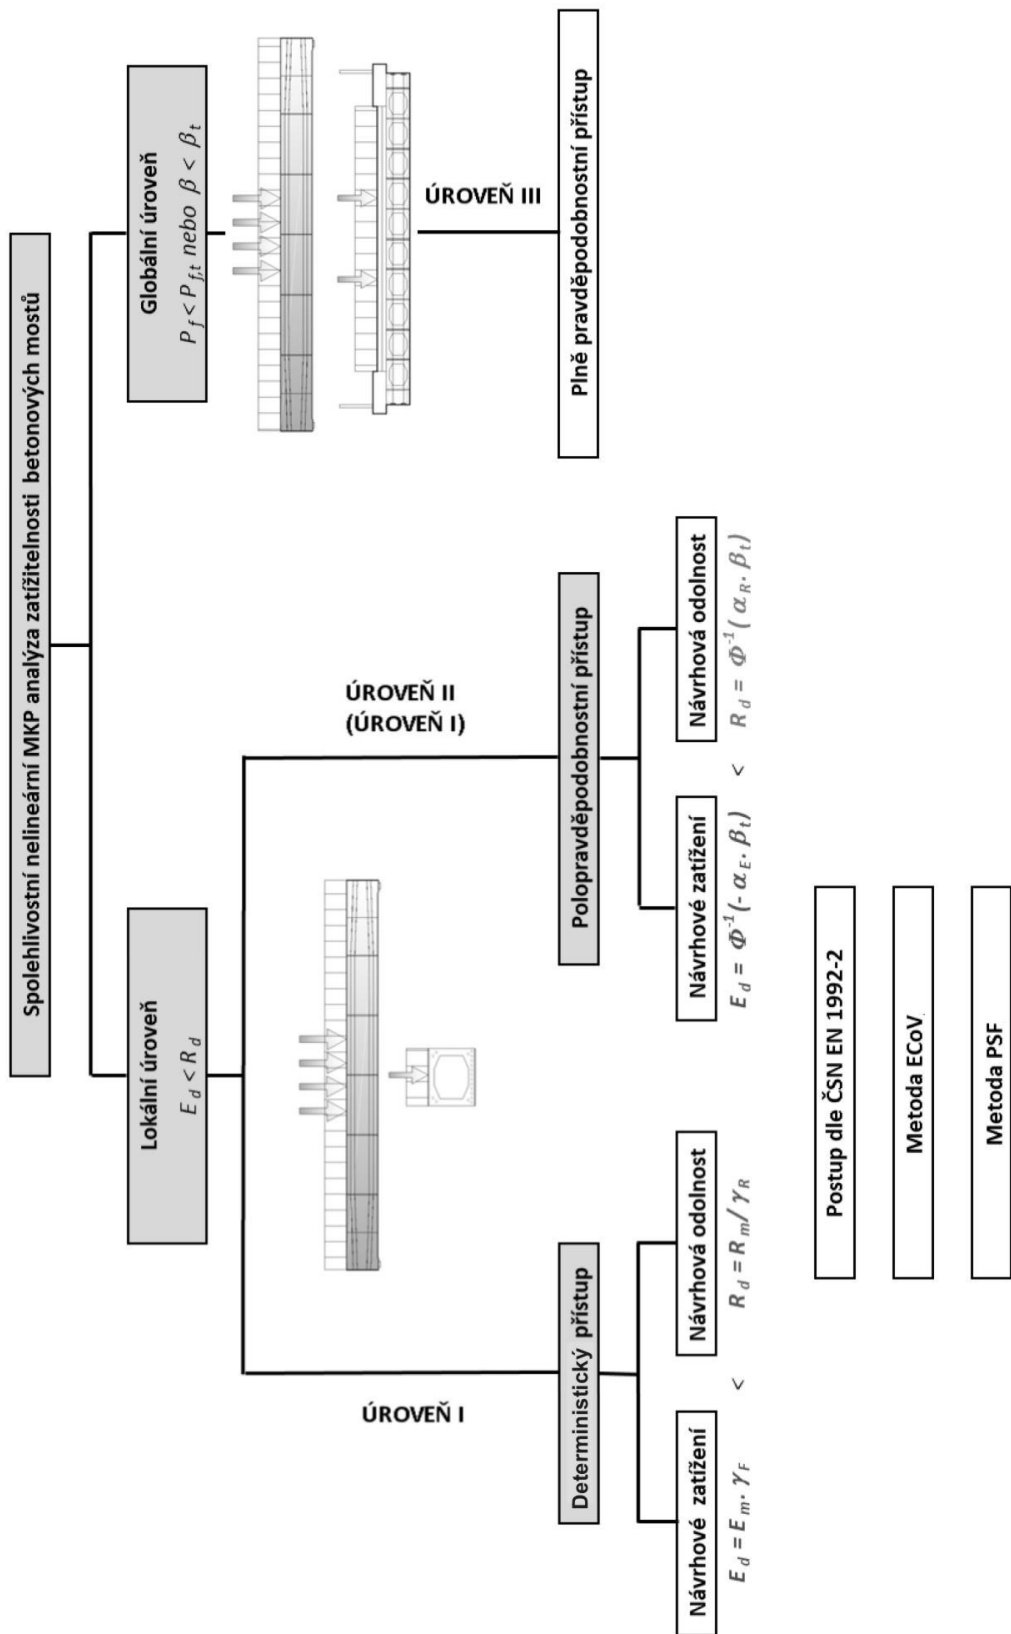 Spolehlivostní nelineární MKP analýza zatížitelnosti betonových mostů
Lokální úroveň
E_d < R_d
Globální úroveň
P_f < P_{f,t} nebo β < β_t
ÚROVEŇ I
ÚROVEŇ II
(ÚROVEŇ I)
ÚROVEŇ III
Deterministický přístup
Polopravděpodobnostní přístup
Plně pravděpodobnostní přístup
Návrhové zatížení
Návrhová odolnost
Návrhové zatížení
Návrhová odolnost
E_d = E_m · γ_F < R_d = R_m / γ_R
E_d = Φ^{-1}(- α_E · β_t) < R_d = Φ^{-1}( α_R · β_t)
Postup dle ČSN EN 1992-2
Metoda ECoV
Metoda PSF